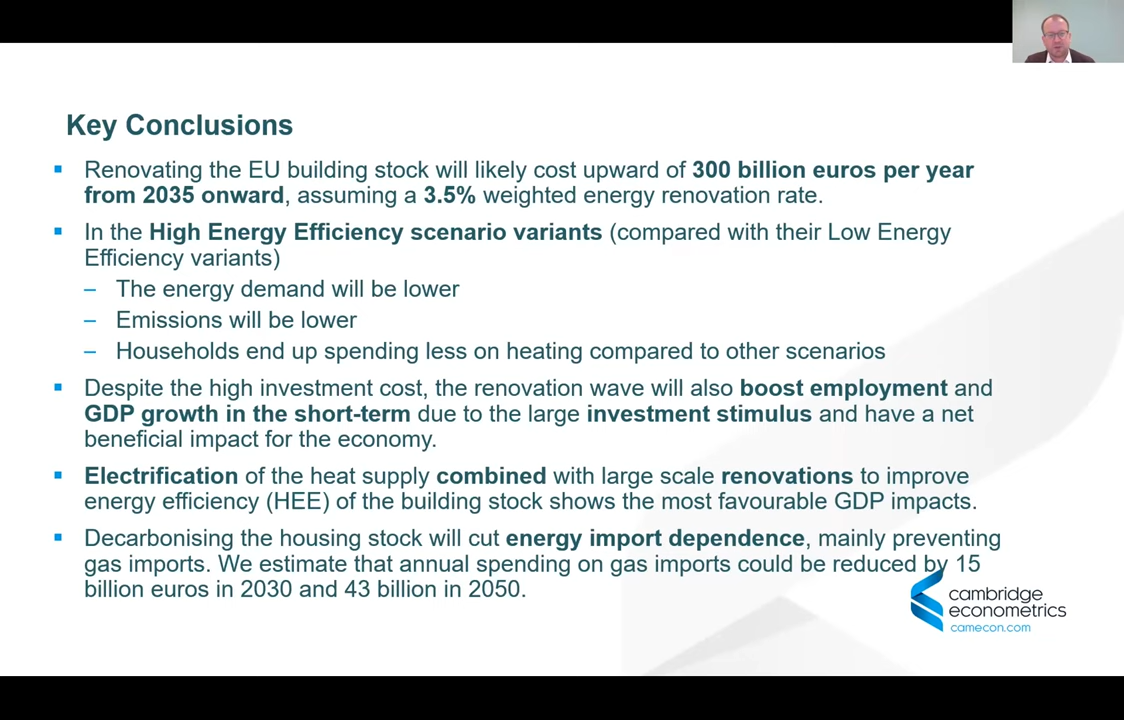 Key Conclusions
▪ Renovating the EU building stock will likely cost upward of 300 billion euros per year
from 2035 onward, assuming a 3.5% weighted energy renovation rate.
▪ In the High Energy Efficiency scenario variants (compared with their Low Energy
Efficiency variants)
– The energy demand will be lower
– Emissions will be lower
– Households end up spending less on heating compared to other scenarios
▪ Despite the high investment cost, the renovation wave will also boost employment and
GDP growth in the short-term due to the large investment stimulus and have a net
beneficial impact for the economy.
▪ Electrification of the heat supply combined with large scale renovations to improve
energy efficiency (HEE) of the building stock shows the most favourable GDP impacts.
▪ Decarbonising the housing stock will cut energy import dependence, mainly preventing
gas imports. We estimate that annual spending on gas imports could be reduced by 15
billion euros in 2030 and 43 billion in 2050.
cambridge
econometrics
camecon.com